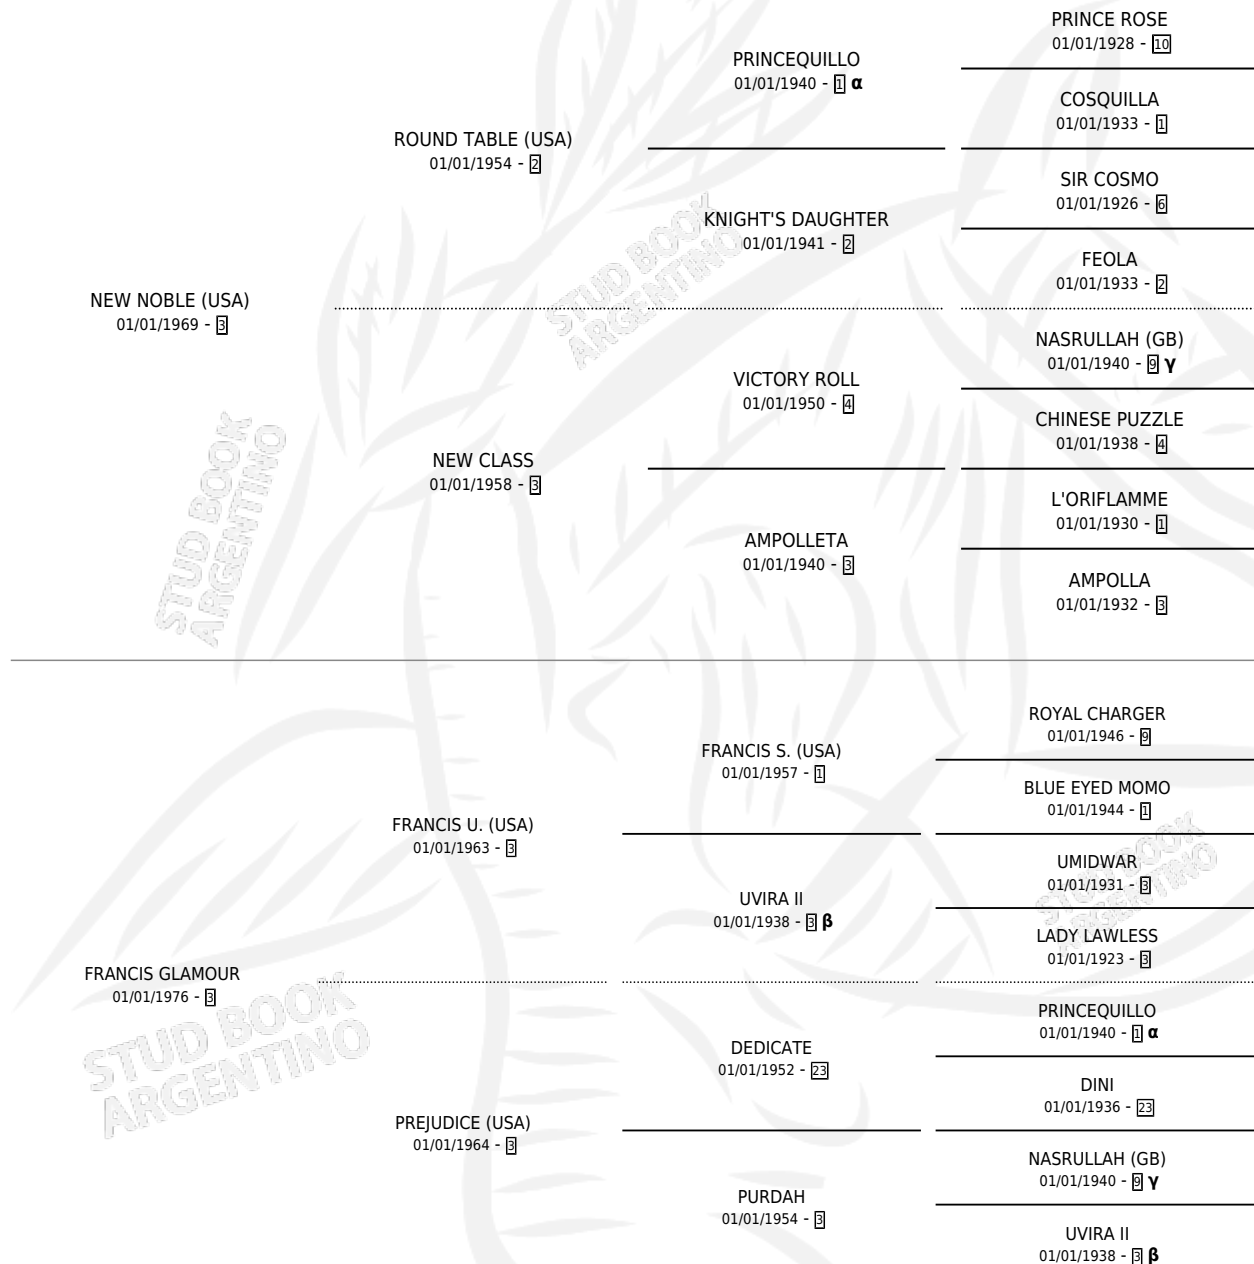 PRINCE ROSE
01/01/1928 - 10
PRINCEQUILLO
01/01/1940 - 1 α
COSQUILLA
01/01/1933 - 1
ROUND TABLE (USA)
01/01/1954 - 2
SIR COSMO
01/01/1926 - 6
KNIGHT'S DAUGHTER
01/01/1941 - 2
FEOLA
01/01/1933 - 2
NEW NOBLE (USA)
01/01/1969 - 3
NASRULLAH (GB)
01/01/1940 - 9 γ
VICTORY ROLL
01/01/1950 - 4
CHINESE PUZZLE
01/01/1938 - 4
NEW CLASS
01/01/1958 - 3
L'ORIFLAMME
01/01/1930 - 1
AMPOLLETA
01/01/1940 - 3
AMPOLLA
01/01/1932 - 3
ROYAL CHARGER
01/01/1946 - 9
FRANCIS S. (USA)
01/01/1957 - 1
BLUE EYED MOMO
01/01/1944 - 1
FRANCIS U. (USA)
01/01/1963 - 3
UMIDWAR
01/01/1931 - 3
UVIRA II
01/01/1938 - 3 β
LADY LAWLESS
01/01/1923 - 3
FRANCIS GLAMOUR
01/01/1976 - 3
PRINCEQUILLO
01/01/1940 - 1 α
DEDICATE
01/01/1952 - 23
DINI
01/01/1936 - 23
PREJUDICE (USA)
01/01/1964 - 3
NASRULLAH (GB)
01/01/1940 - 9 γ
PURDAH
01/01/1954 - 3
UVIRA II
01/01/1938 - 3 β
STUD BOOK
ARGENTINO
STUD BOOK
ARGENTINO
STUD BOOK
ARGENTINO
STUD BOOK
ARGENTINO